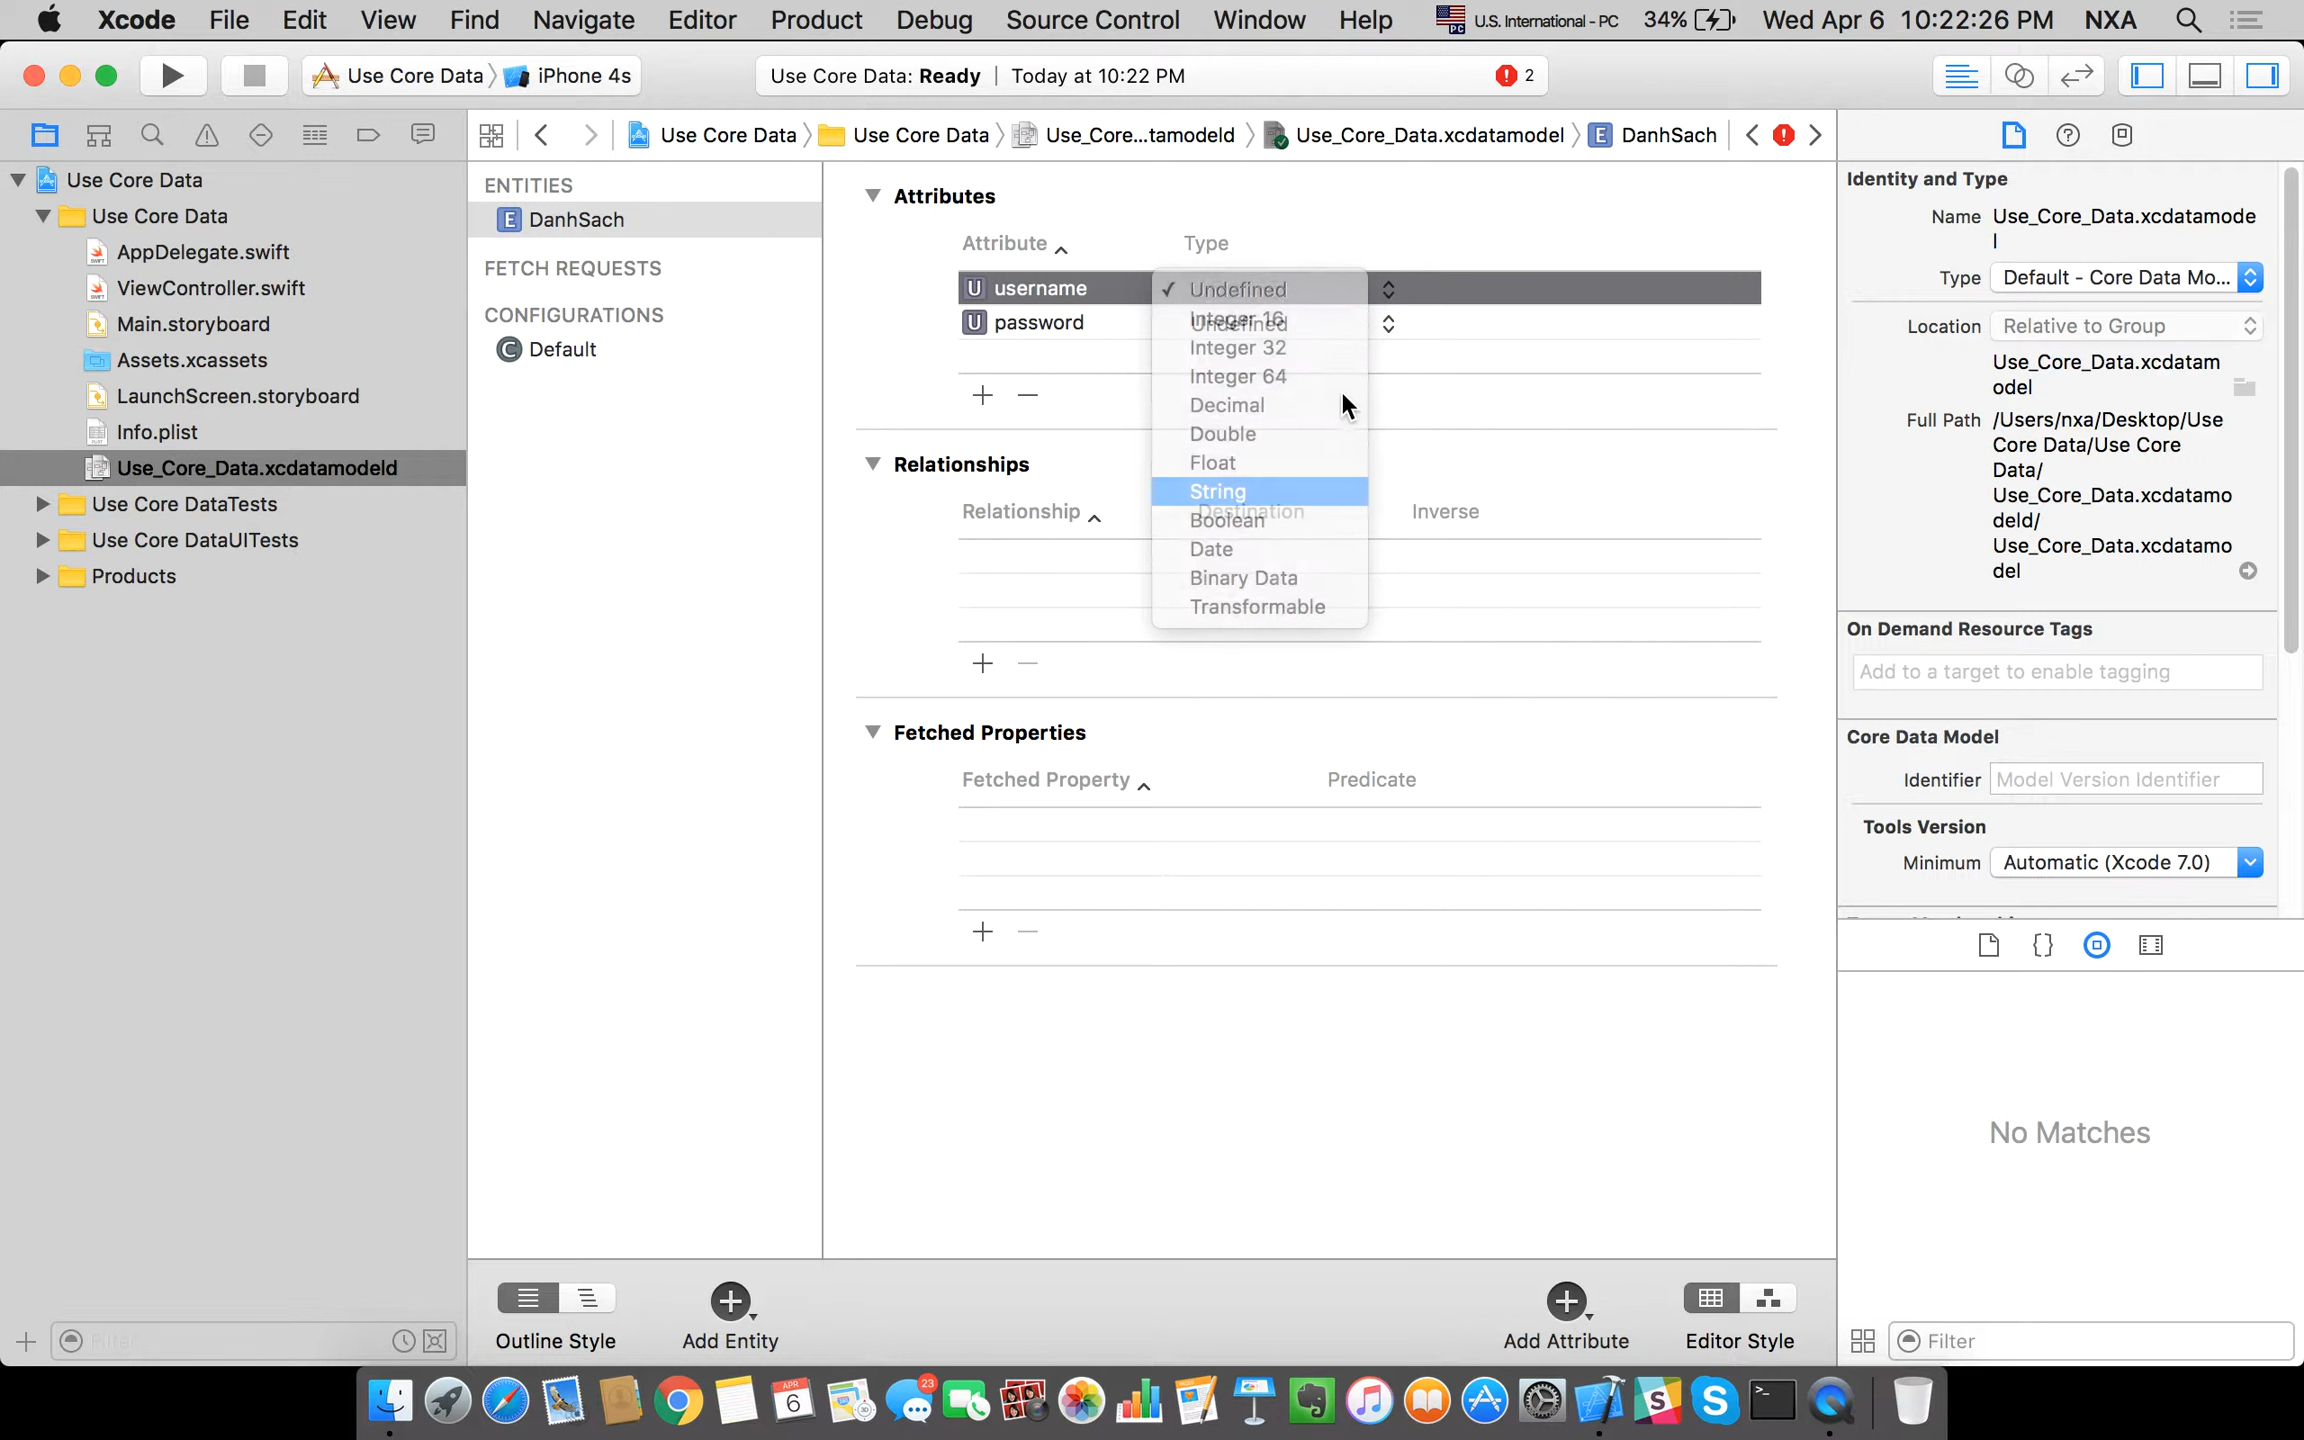 Xcode File Edit View Find Navigate Editor Product Debug Source Control Window Help U.S. International - PC 34% Wed Apr 6 10:22:26 PM NXA
Use Core Data iPhone 4s
Use Core Data: Ready Today at 10:22 PM 2
Use Core Data Use Core Data Use_Core...tamodeld Use_Core_Data.xcdatamodel E DanhSach
Use Core Data
Use Core Data
AppDelegate.swift
ViewController.swift
Main.storyboard
Assets.xcassets
LaunchScreen.storyboard
Info.plist
Use_Core_Data.xcdatamodeld
Use Core DataTests
Use Core DataUITests
Products
Filter
ENTITIES
E DanhSach
FETCH REQUESTS
CONFIGURATIONS
C Default
Attributes
Attribute Type
U username
U password Undefined
Undefined
Integer 16
Integer 32
Integer 64
Decimal
Double
Float
String
Boolean
Date
Binary Data
Transformable
Relationships
Relationship Destination Inverse
Fetched Properties
Fetched Property Predicate
Outline Style Add Entity Add Attribute Editor Style
Identity and Type
Name Use_Core_Data.xcdatamode
l
Type Default - Core Data Mo...
Location Relative to Group
Use_Core_Data.xcdatam
odel
Full Path /Users/nxa/Desktop/Use
Core Data/Use Core
Data/
Use_Core_Data.xcdatamo
deld/
Use_Core_Data.xcdatamo
del
On Demand Resource Tags
Add to a target to enable tagging
Core Data Model
Identifier Model Version Identifier
Tools Version
Minimum Automatic (Xcode 7.0)
No Matches
Filter
APR
6
23